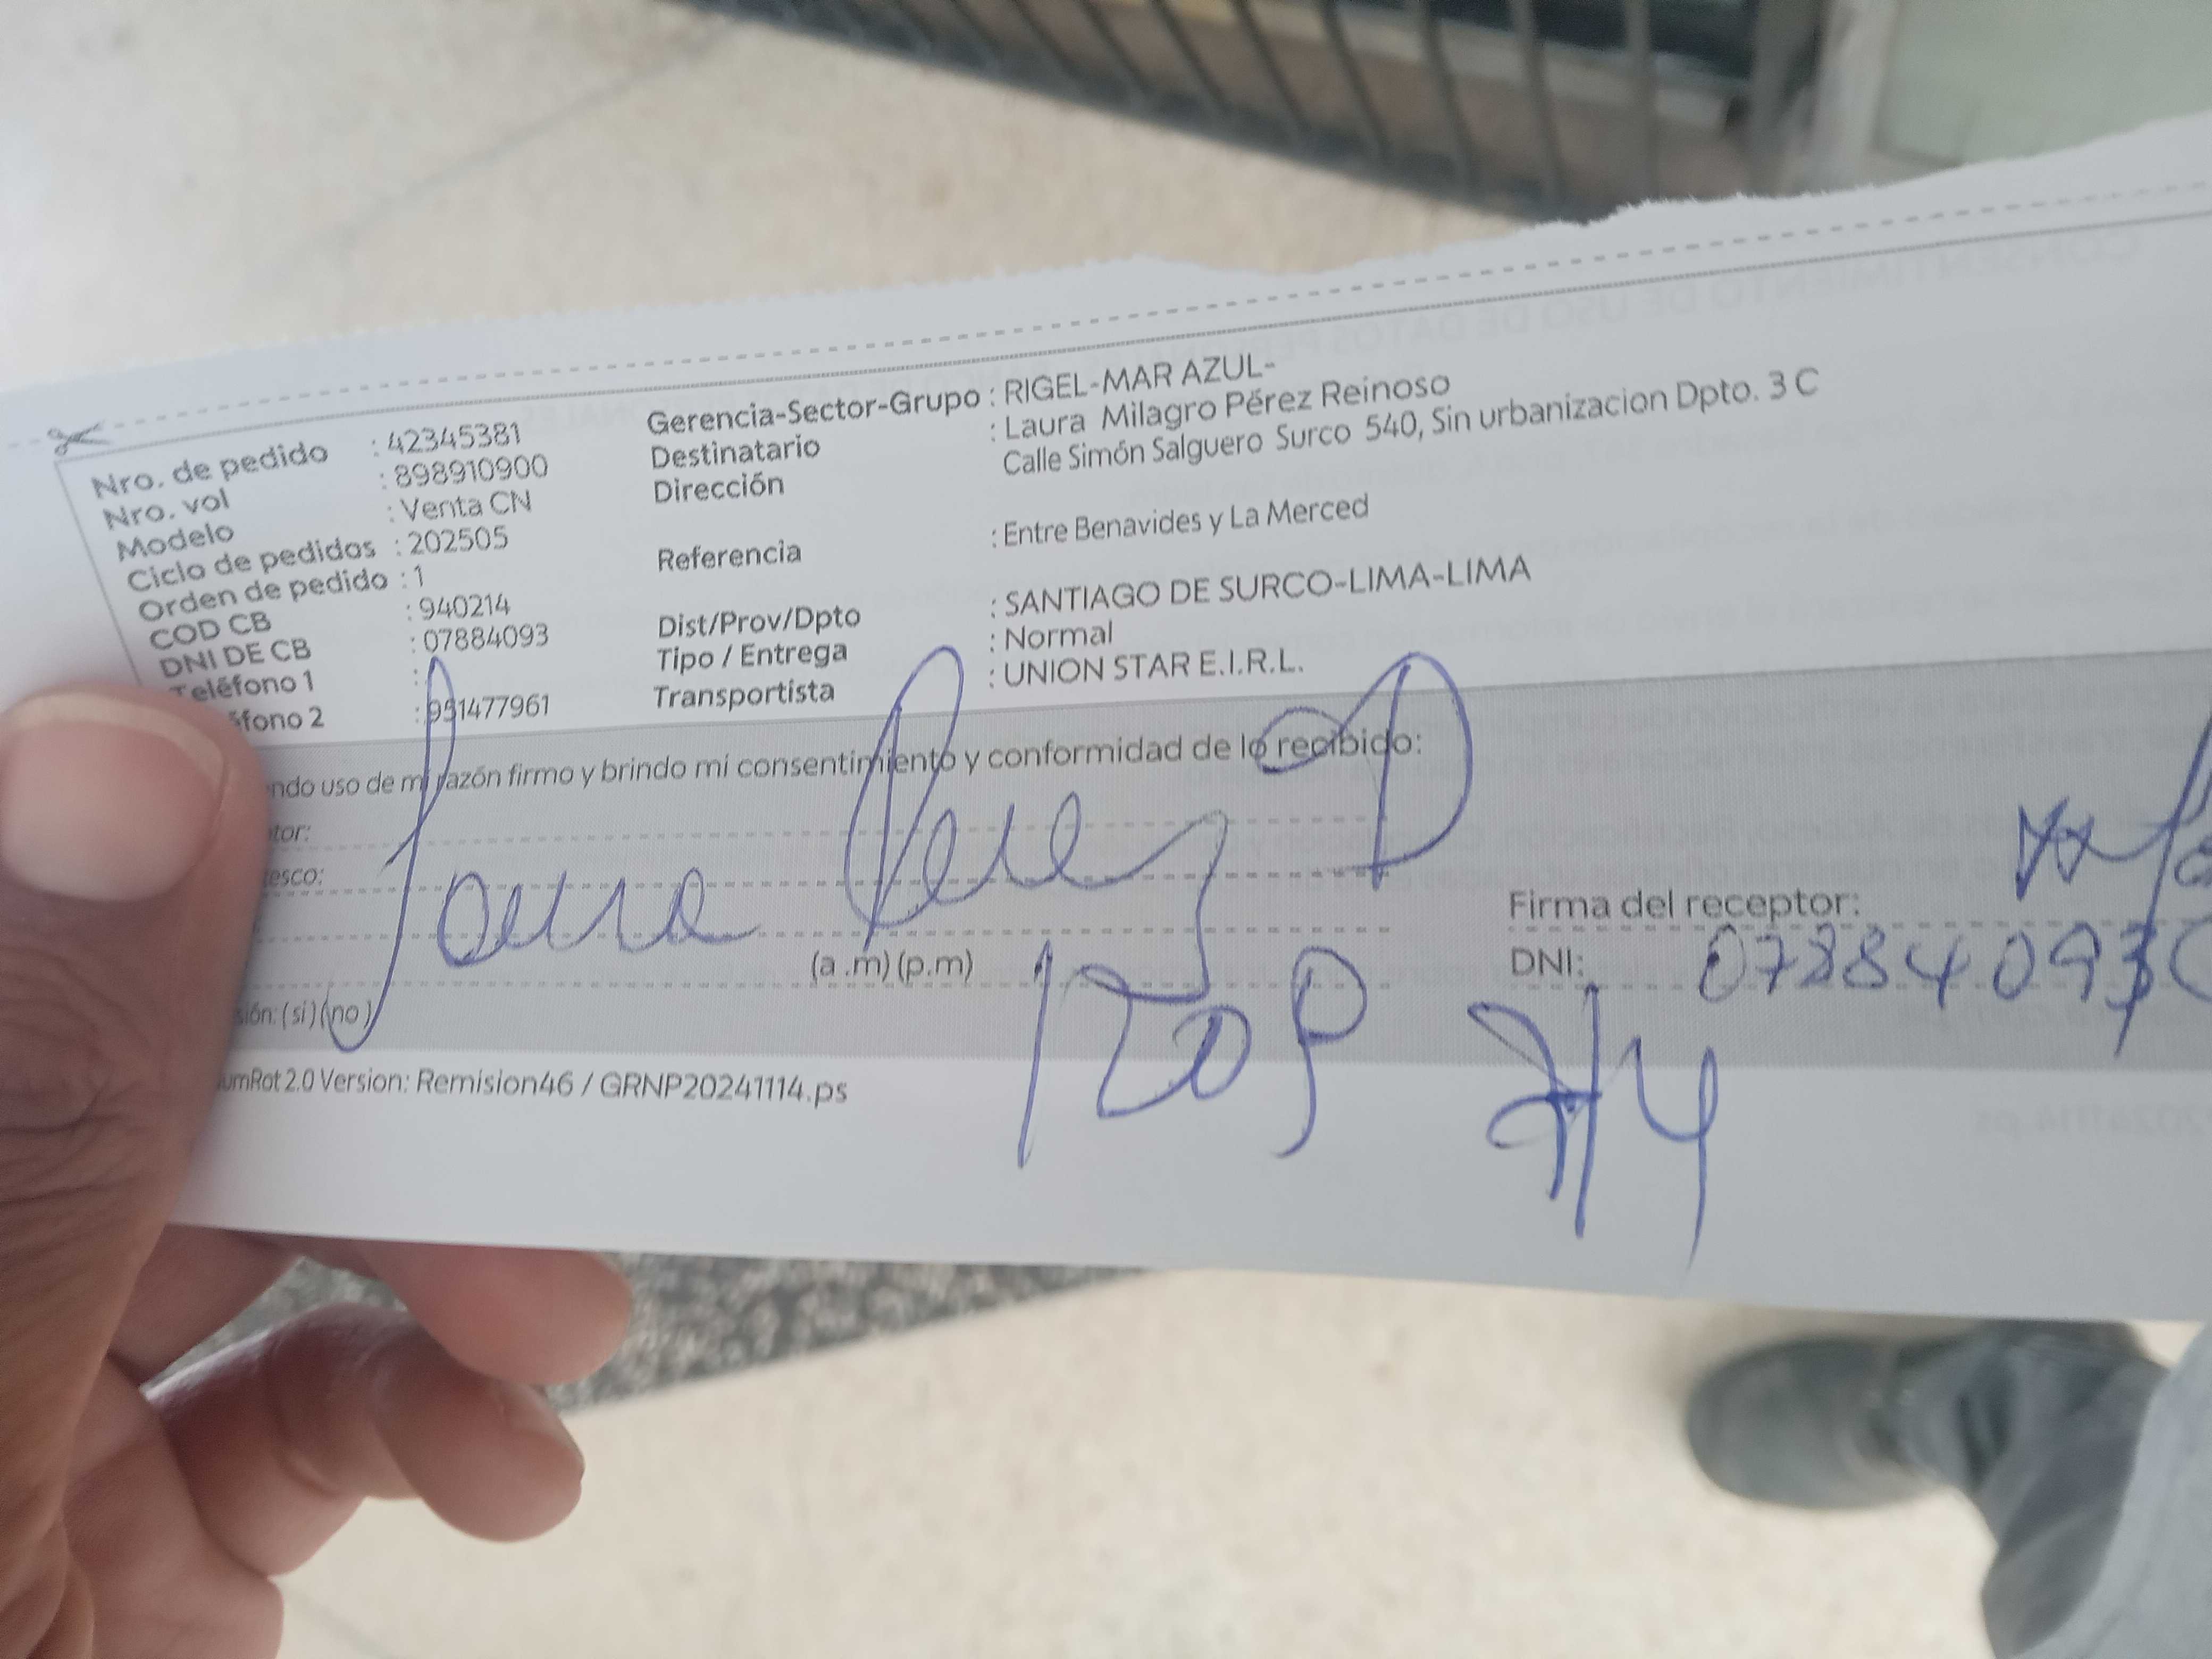 Nro. de pedido : 42345381
Nro. vol : 898910900
Modelo : Venta CN
Ciclo de pedidos : 202505
Orden de pedido : 1
COD CB : 940214
DNI DE CB : 07884093
Teléfono 1 :
éfono 2 : 951477961
Gerencia-Sector-Grupo : RIGEL-MAR AZUL-
Destinatario : Laura Milagro Pérez Reinoso
Dirección Calle Simón Salguero Surco 540, Sin urbanizacion Dpto. 3 C
Referencia : Entre Benavides y La Merced
Dist/Prov/Dpto : SANTIAGO DE SURCO-LIMA-LIMA
Tipo / Entrega : Normal
Transportista : UNION STAR E.I.R.L.
ndo uso de mi razón firmo y brindo mi consentimiento y conformidad de lo recibido:
tor:
esco:
Laura Perez
Firma del receptor:
(a .m) (p.m)
DNI: 07884093
sión: (si) (no)
umRot 2.0 Version: Remision46 / GRNP20241114.ps